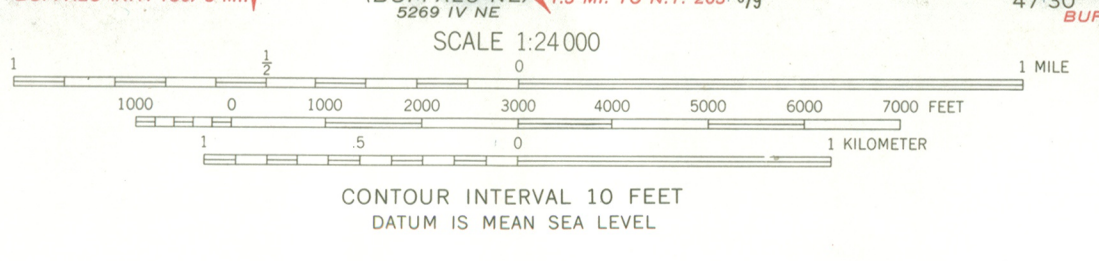 5269 IV NE
SCALE 1:24 000
1 1/2 0 1 MILE
1000 0 1000 2000 3000 4000 5000 6000 7000 FEET
1 .5 0 1 KILOMETER
CONTOUR INTERVAL 10 FEET
DATUM IS MEAN SEA LEVEL